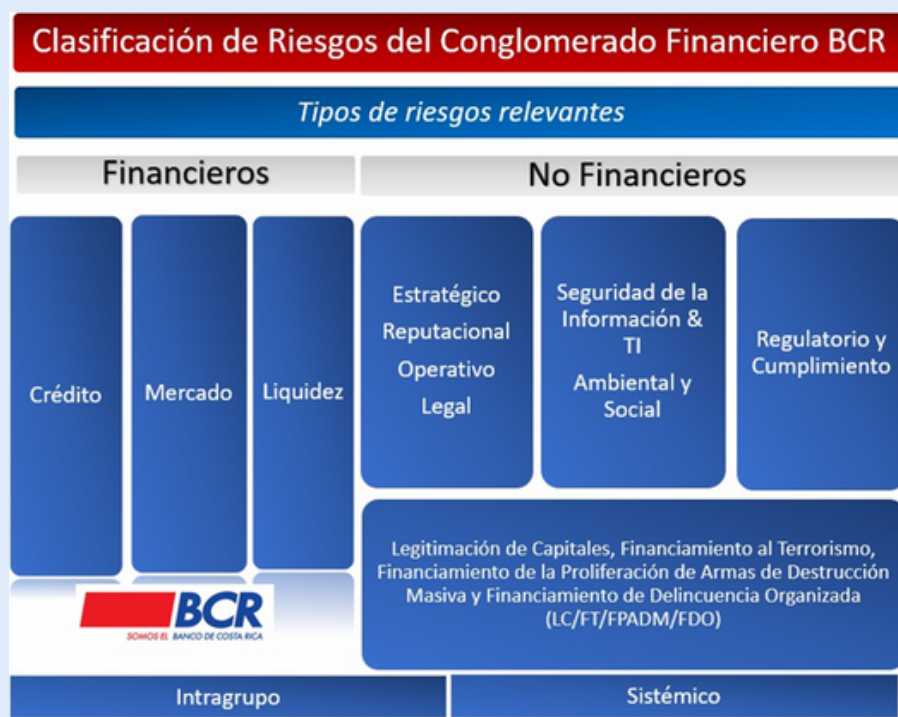 Clasificación de Riesgos del Conglomerado Financiero BCR
Tipos de riesgos relevantes
Financieros
No Financieros
Crédito
Mercado
Liquidez
Estratégico
Reputacional
Operativo
Legal
Seguridad de la
Información &
TI
Ambiental y
Social
Regulatorio y
Cumplimiento
Legitimación de Capitales, Financiamiento al Terrorismo,
Financiamiento de la Proliferación de Armas de Destrucción
Masiva y Financiamiento de Delincuencia Organizada
(LC/FT/FPADM/FDO)
BCR
SOMOS EL BANCO DE COSTA RICA
Intragrupo
Sistémico